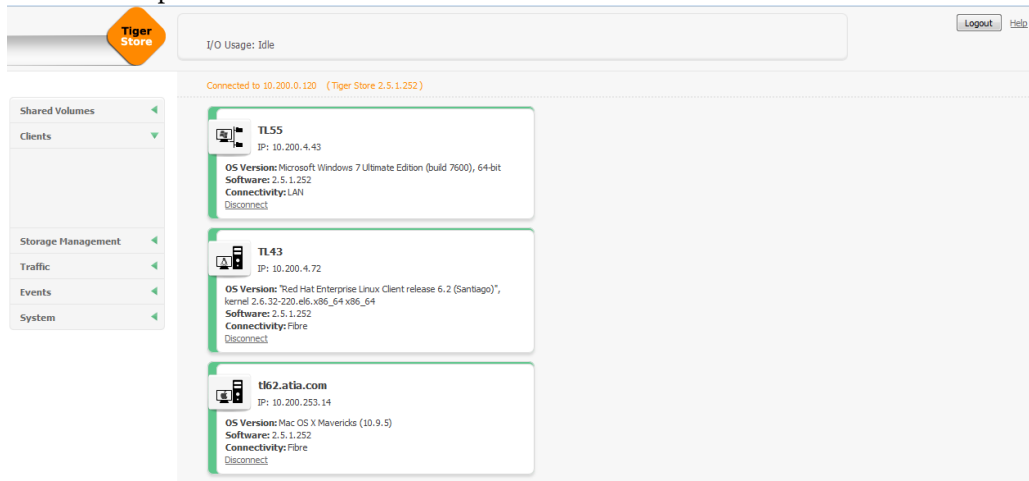 Tiger
Store
I/O Usage: Idle
Logout
Help
Connected to 10.200.0.120 (Tiger Store 2.5.1.252)
Shared Volumes
Clients
Storage Management
Traffic
Events
System
TL55
IP: 10.200.4.43
OS Version: Microsoft Windows 7 Ultimate Edition (build 7600), 64-bit
Software: 2.5.1.252
Connectivity: LAN
Disconnect
TL43
IP: 10.200.4.72
OS Version: "Red Hat Enterprise Linux Client release 6.2 (Santiago)",
kernel 2.6.32-220.el6.x86_64 x86_64
Software: 2.5.1.252
Connectivity: Fibre
Disconnect
tl62.atia.com
IP: 10.200.253.14
OS Version: Mac OS X Mavericks (10.9.5)
Software: 2.5.1.252
Connectivity: Fibre
Disconnect